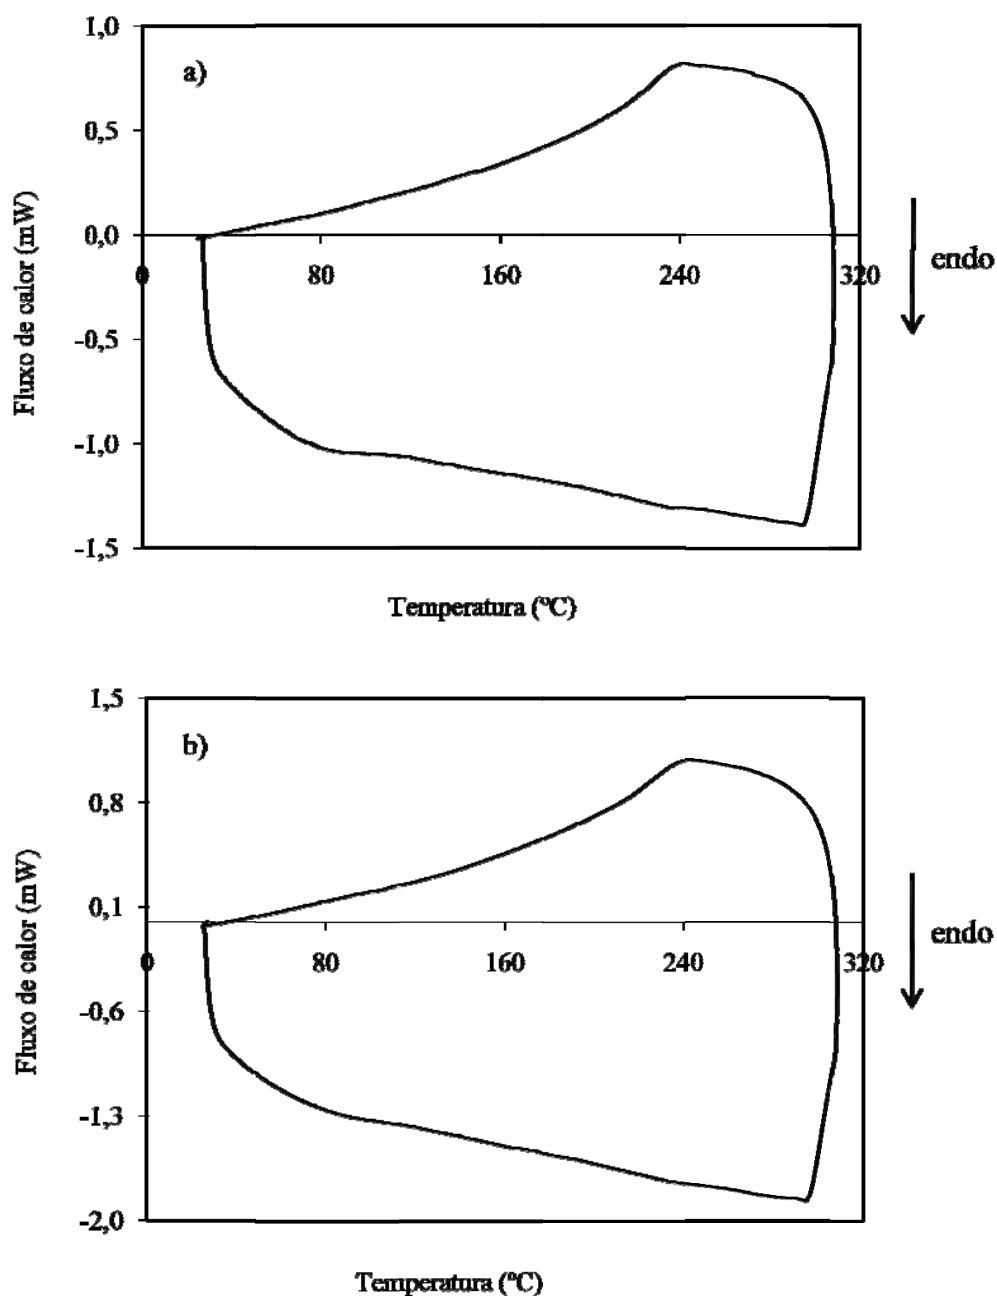 1,0
a)
0,5
Fluxo de calor (mW)
0,0
0 80 160 240 320
endo
-0,5
-1,0
-1,5
Temperatura (ºC)
1,5
b)
0,8
Fluxo de calor (mW)
0,1
endo
0 80 160 240 320
-0,6
-1,3
-2,0
Temperatura (ºC)